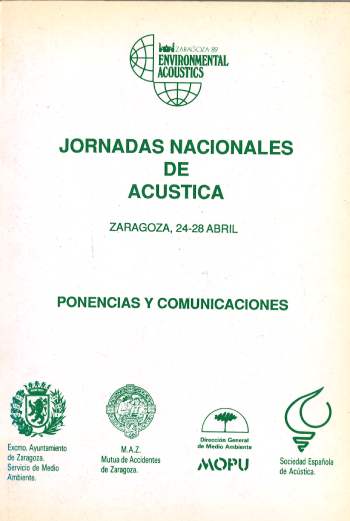 ZARAGOZA 89
ENVIRONMENTAL
ACOUSTICS
JORNADAS NACIONALES
DE
ACUSTICA
ZARAGOZA, 24-28 ABRIL
PONENCIAS Y COMUNICACIONES
Excmo. Ayuntamiento
de Zaragoza.
Servicio de Medio
Ambiente.
M.A.Z.
Mutua de Accidentes
de Zaragoza.
Dirección General
de Medio Ambiente
MOPU
Sociedad Española
de Acústica.